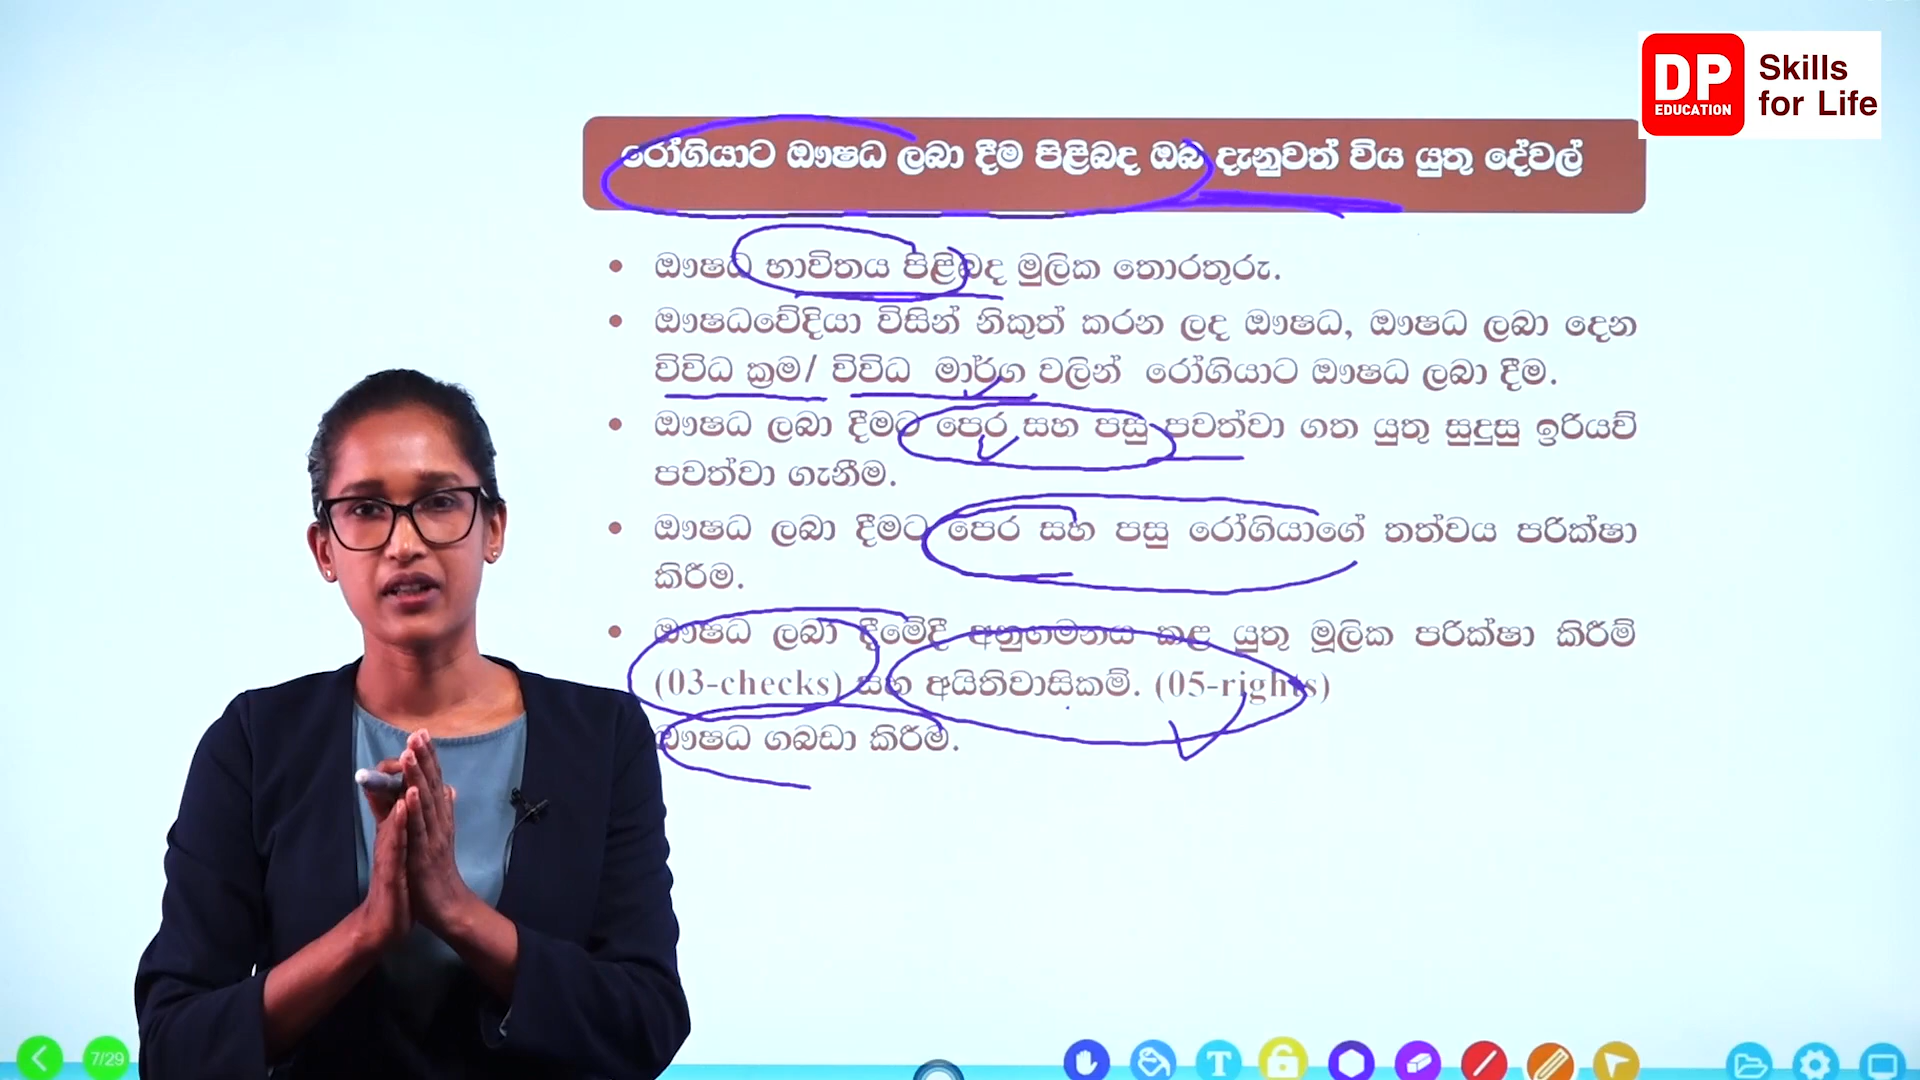 DP
EDUCATION
Skills
for Life
රෝගියාට ඖෂධ ලබා දීම පිළිබද ඔබ දැනුවත් විය යුතු දේවල්
• ඖෂධ භාවිතය පිළිබද මුලික තොරතුරු.
• ඖෂධවේදියා විසින් නිකුත් කරන ලද ඖෂධ, ඖෂධ ලබා දෙන
විවිධ ක්‍රම/ විවිධ මාර්ග වලින් රෝගියාට ඖෂධ ලබා දීම.
• ඖෂධ ලබා දීමට පෙර සහ පසු පවත්වා ගත යුතු සුදුසු ඉරියව්
පවත්වා ගැනීම.
• ඖෂධ ලබා දීමට පෙර සහ පසු රෝගියාගේ තත්වය පරික්ෂා
කිරීම.
• ඖෂධ ලබා දීමේදී අනුගමනය කළ යුතු මූලික පරික්ෂා කිරීම්
(03-checks) සහ අයිතිවාසිකම්. (05-rights)
ඖෂධ ගබඩා කිරීම්.
7/29